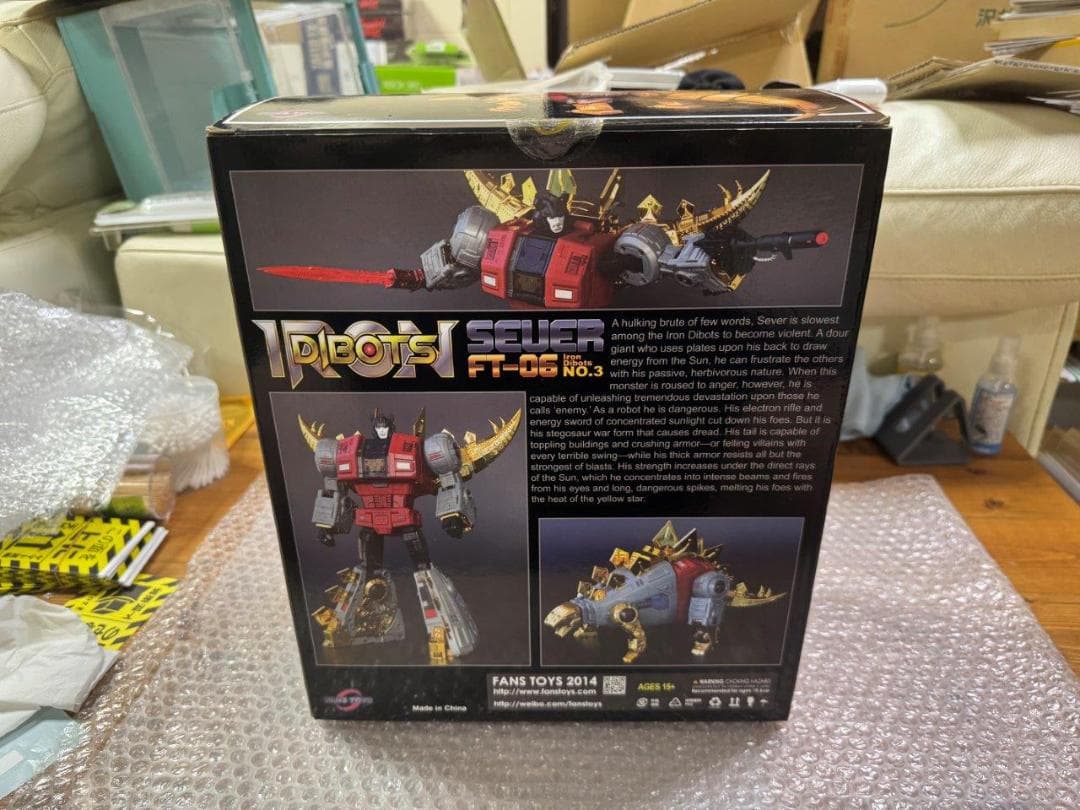 IRON
DIBOTS
SEVER
FT-06
Iron
Dibots
NO.3
A hulking brute of few words, Sever is slowest
among the Iron Dibots to become violent. A dour
giant who uses plates upon his back to draw
energy from the Sun, he can frustrate the others
with his passive, herbivorous nature. When this
monster is roused to anger, however, he is
capable of unleashing tremendous devastation upon those he
calls 'enemy.' As a robot he is dangerous. His electron rifle and
energy sword of concentrated sunlight cut down his foes. But it is
his stegosaur war form that causes dread. His tail is capable of
toppling buildings and crushing armor—or felling villains with
every terrible swing—while his thick armor resists all but the
strongest of blasts. His strength increases under the direct rays
of the Sun, which he concentrates into intense beams and fires
from his eyes and long, dangerous spikes, melting his foes with
the heat of the yellow star.
FANS TOYS
Made in China
FANS TOYS 2014
http://www.fanstoys.com
http://weibo.com/fanstoys
AGES 15+
WARNING CHOKING HAZARD
Recommended for ages 15 & up